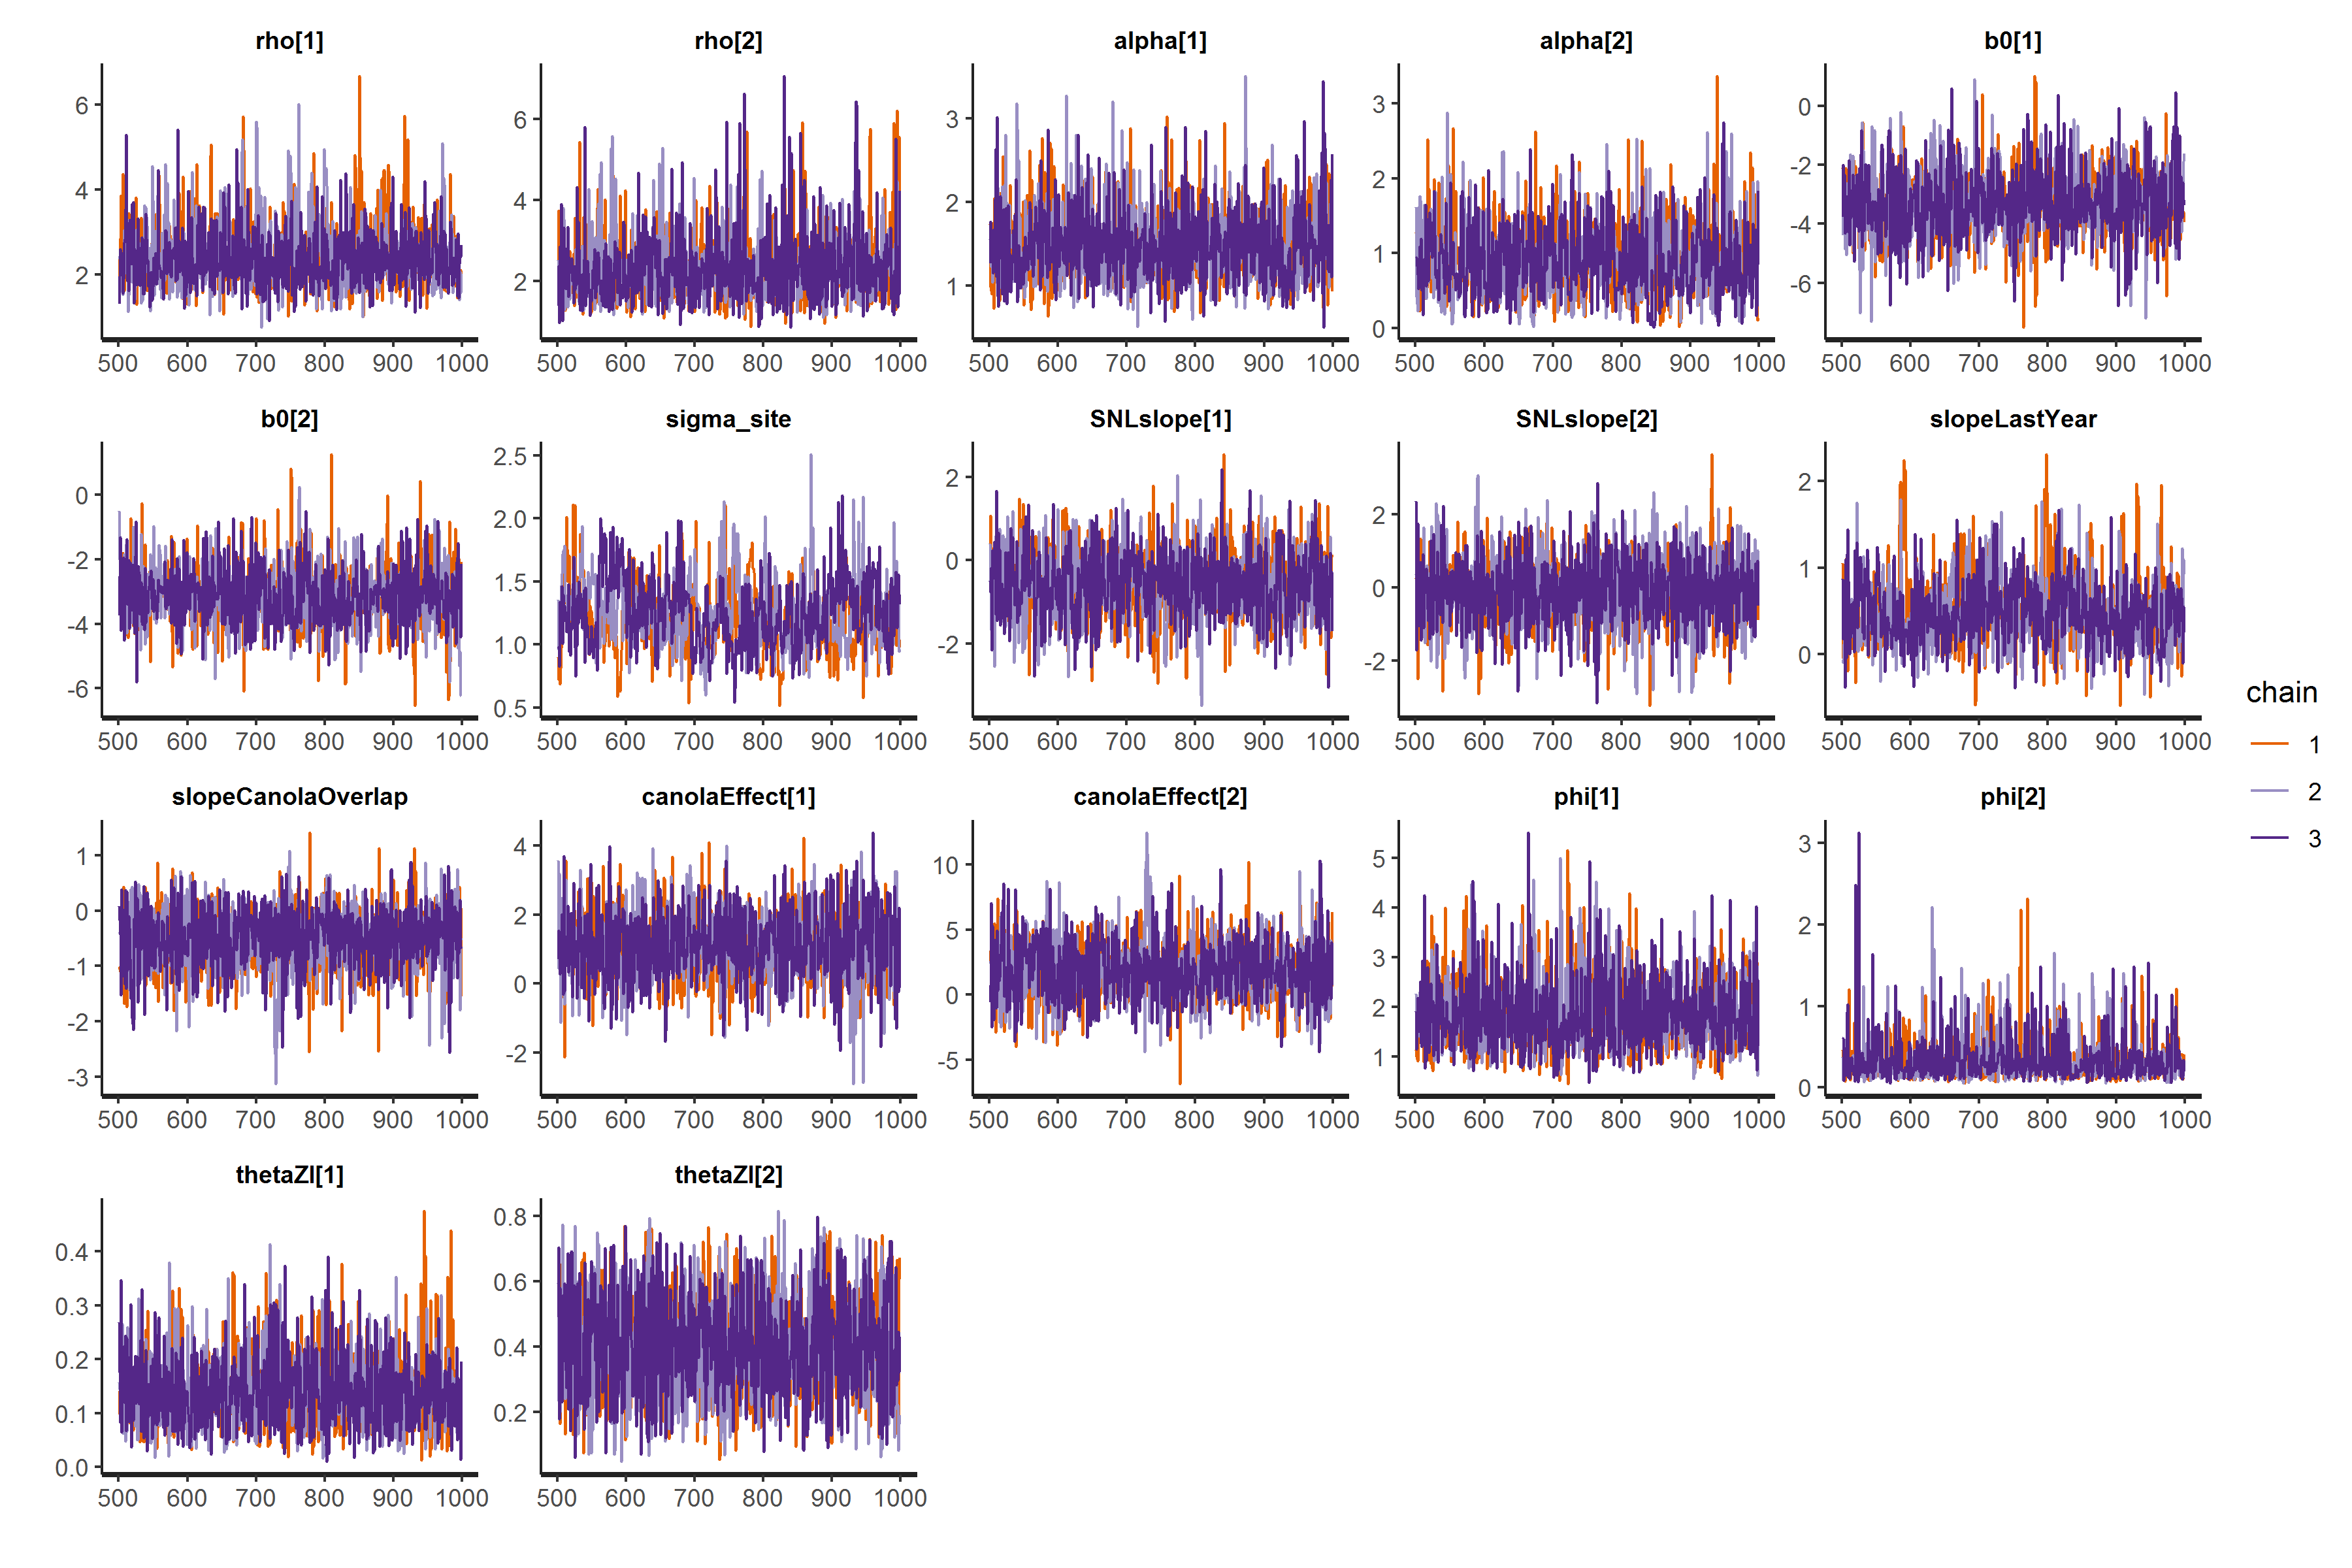 rho[1] rho[2] alpha[1] alpha[2] b0[1]
6 6 3 3 0
4 4 2 2 -2
2 2 1 1 -4
0 -6
500 600 700 800 900 1000 500 600 700 800 900 1000 500 600 700 800 900 1000 500 600 700 800 900 1000 500 600 700 800 900 1000
b0[2] sigma_site SNLslope[1] SNLslope[2] slopeLastYear
0 2.5 2 2 2
-2 2.0 0 0 1
-4 1.5 -2 -2 0
-6 1.0
0.5
500 600 700 800 900 1000 500 600 700 800 900 1000 500 600 700 800 900 1000 500 600 700 800 900 1000 500 600 700 800 900 1000
chain
1
2
3
slopeCanolaOverlap canolaEffect[1] canolaEffect[2] phi[1] phi[2]
1 4 10 5 3
0 2 5 4 2
-1 0 0 3 1
-2 -2 -5 2 0
-3 1
500 600 700 800 900 1000 500 600 700 800 900 1000 500 600 700 800 900 1000 500 600 700 800 900 1000 500 600 700 800 900 1000
thetaZI[1] thetaZI[2]
0.4 0.8
0.3 0.6
0.2 0.4
0.1 0.2
0.0
500 600 700 800 900 1000 500 600 700 800 900 1000